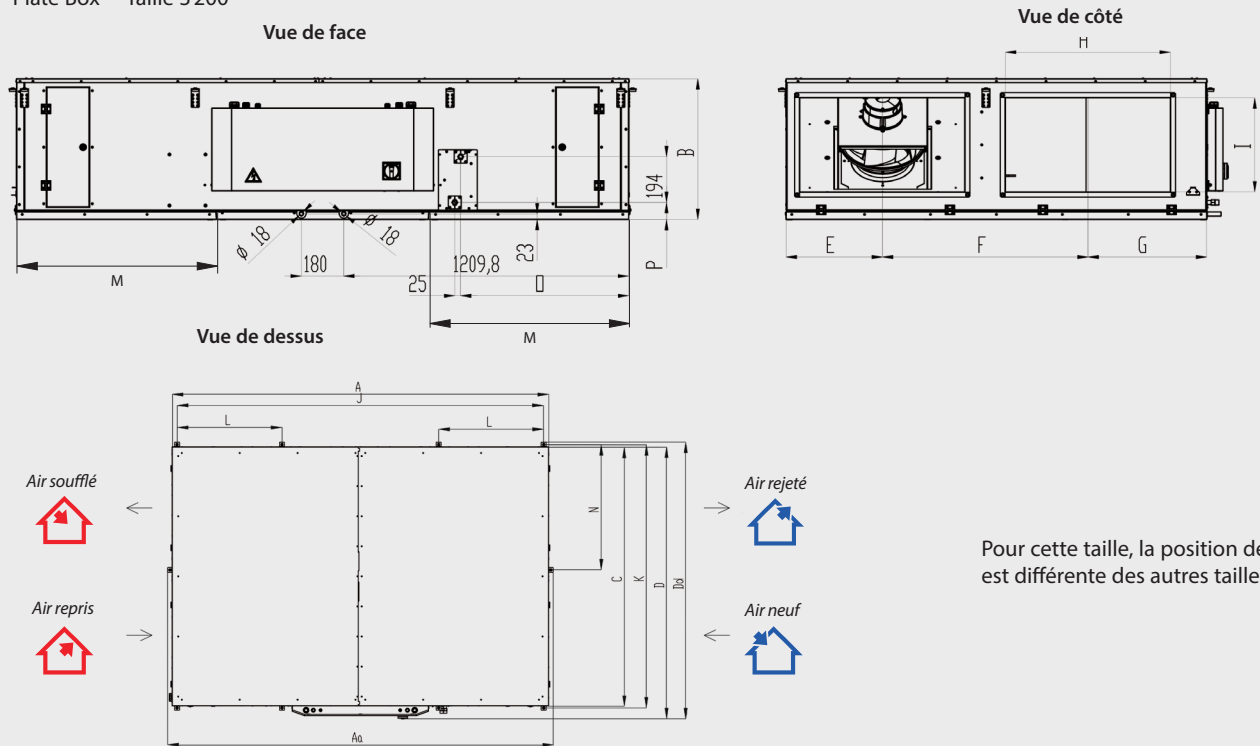 Plate Box – Taille 3 200
Vue de face
Vue de côté
H
B
194
I
ø 18
ø 18
23
P
E
F
G
180
1209,8
M
25
O
M
Vue de dessus
A
J
L
L
Air soufflé
Air rejeté
N
C
K
D
Dd
Pour cette taille, la position de
est différente des autres taille
Air repris
Air neuf
Aa